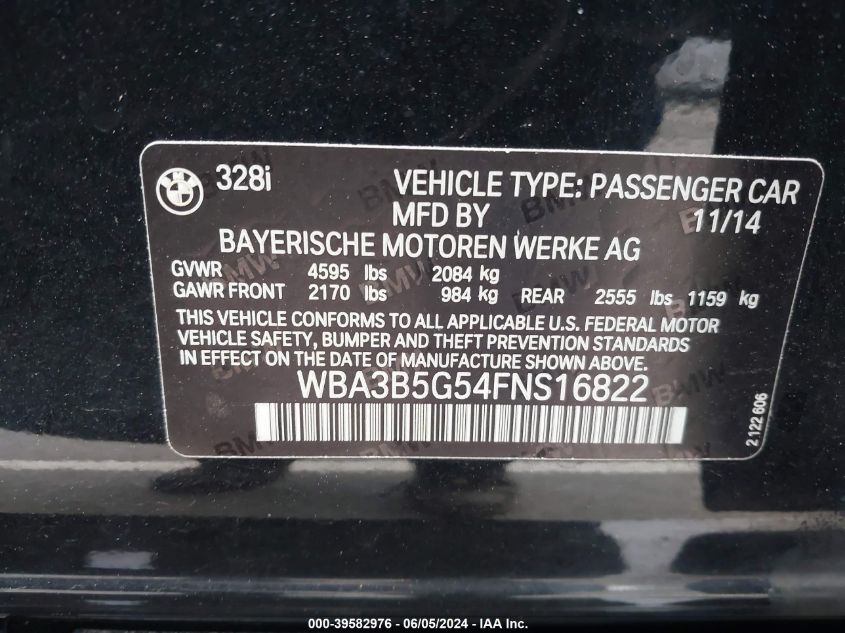 328i VEHICLE TYPE: PASSENGER CAR
MFD BY 11/14
BAYERISCHE MOTOREN WERKE AG
GVWR 4595 lbs 2084 kg
GAWR FRONT 2170 lbs 984 kg REAR 2555 lbs 1159 kg
THIS VEHICLE CONFORMS TO ALL APPLICABLE U.S. FEDERAL MOTOR
VEHICLE SAFETY, BUMPER AND THEFT PREVENTION STANDARDS
IN EFFECT ON THE DATE OF MANUFACTURE SHOWN ABOVE.
WBA3B5G54FNS16822
2 122 606
000-39582976 - 06/05/2024 - IAA Inc.